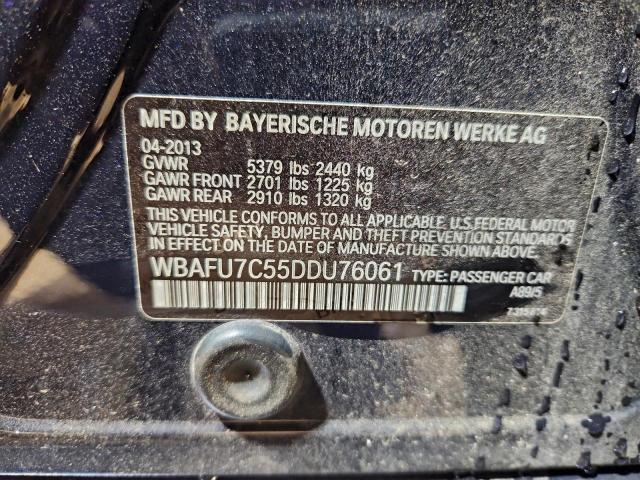 MFD BY BAYERISCHE MOTOREN WERKE AG
04-2013
GVWR 5379 lbs 2440 kg
GAWR FRONT 2701 lbs 1225 kg
GAWR REAR 2910 lbs 1320 kg
THIS VEHICLE CONFORMS TO ALL APPLICABLE, U.S. FEDERAL MOTOR
VEHICLE SAFETY, BUMPER AND THEFT PREVENTION STANDARDS
IN EFFECT ON THE DATE OF MANUFACTURE SHOWN ABOVE.
WBAFU7C55DDU76061 TYPE: PASSENGER CAR
A89/5